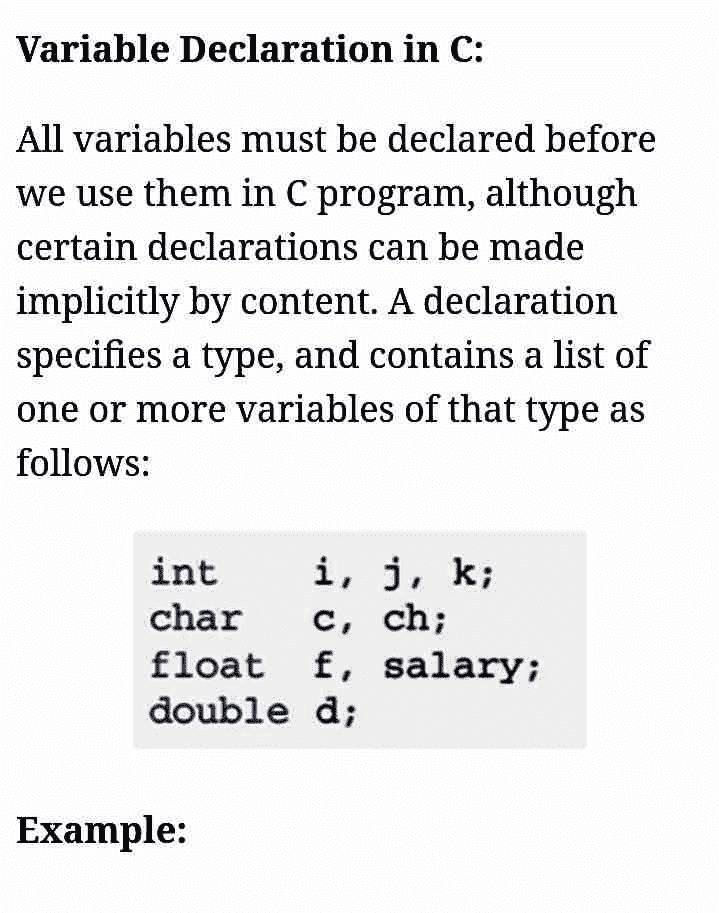 Variable Declaration in C:
All variables must be declared before
we use them in C program, although
certain declarations can be made
implicitly by content. A declaration
specifies a type, and contains a list of
one or more variables of that type as
follows:
int i, j, k;
char c, ch;
float f, salary;
double d;
Example: